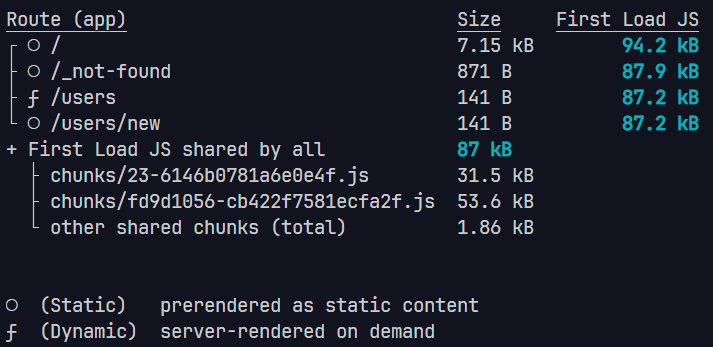 Route (app) Size First Load JS
┌ ○ / 7.15 kB 94.2 kB
├ ○ /_not-found 871 B 87.9 kB
├ ƒ /users 141 B 87.2 kB
└ ○ /users/new 141 B 87.2 kB
+ First Load JS shared by all 87 kB
├ chunks/23-6146b0781a6e0e4f.js 31.5 kB
├ chunks/fd9d1056-cb422f7581ecfa2f.js 53.6 kB
└ other shared chunks (total) 1.86 kB
○ (Static) prerendered as static content
ƒ (Dynamic) server-rendered on demand